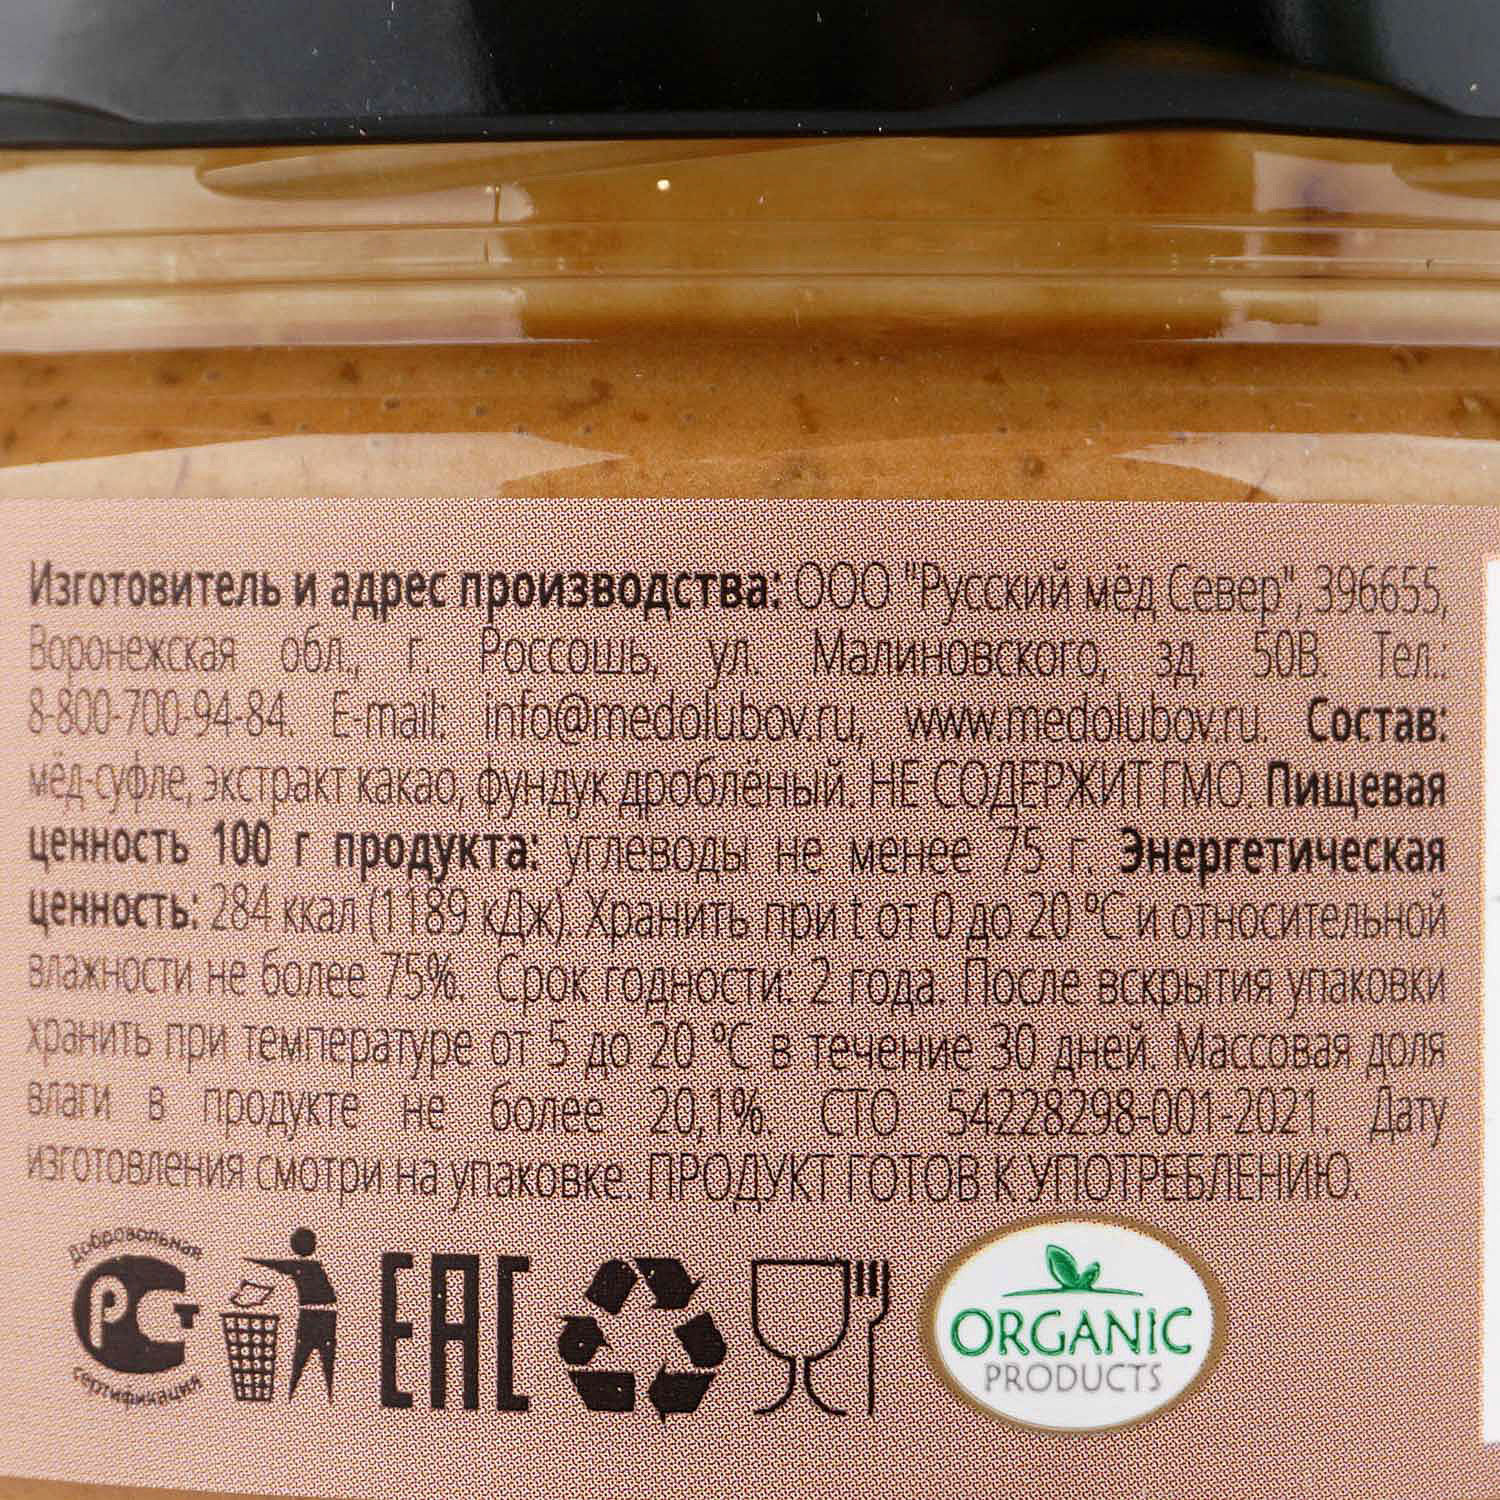 Изготовитель и адрес производства: ООО "Русский мёд Север", 396655,
Воронежская обл., г. Россошь, ул. Малиновского, зд. 50В. Тел.:
8-800-700-94-84. E-mail: info@medolubov.ru, www.medolubov.ru. Состав:
мёд-суфле, экстракт какао, фундук дроблёный. НЕ СОДЕРЖИТ ГМО. Пищевая
ценность 100 г продукта: углеводы не менее 75 г. Энергетическая
ценность: 284 ккал (1189 кДж). Хранить при t от 0 до 20 °С и относительной
влажности не более 75%. Срок годности: 2 года. После вскрытия упаковки
хранить при температуре от 5 до 20 °С в течение 30 дней. Массовая доля
влаги в продукте не более 20,1%. СТО 54228298-001-2021. Дату
изготовления смотри на упаковке. ПРОДУКТ ГОТОВ К УПОТРЕБЛЕНИЮ.
Добровольная
РСТ
сертификация
ЕАС
ORGANIC
PRODUCTS